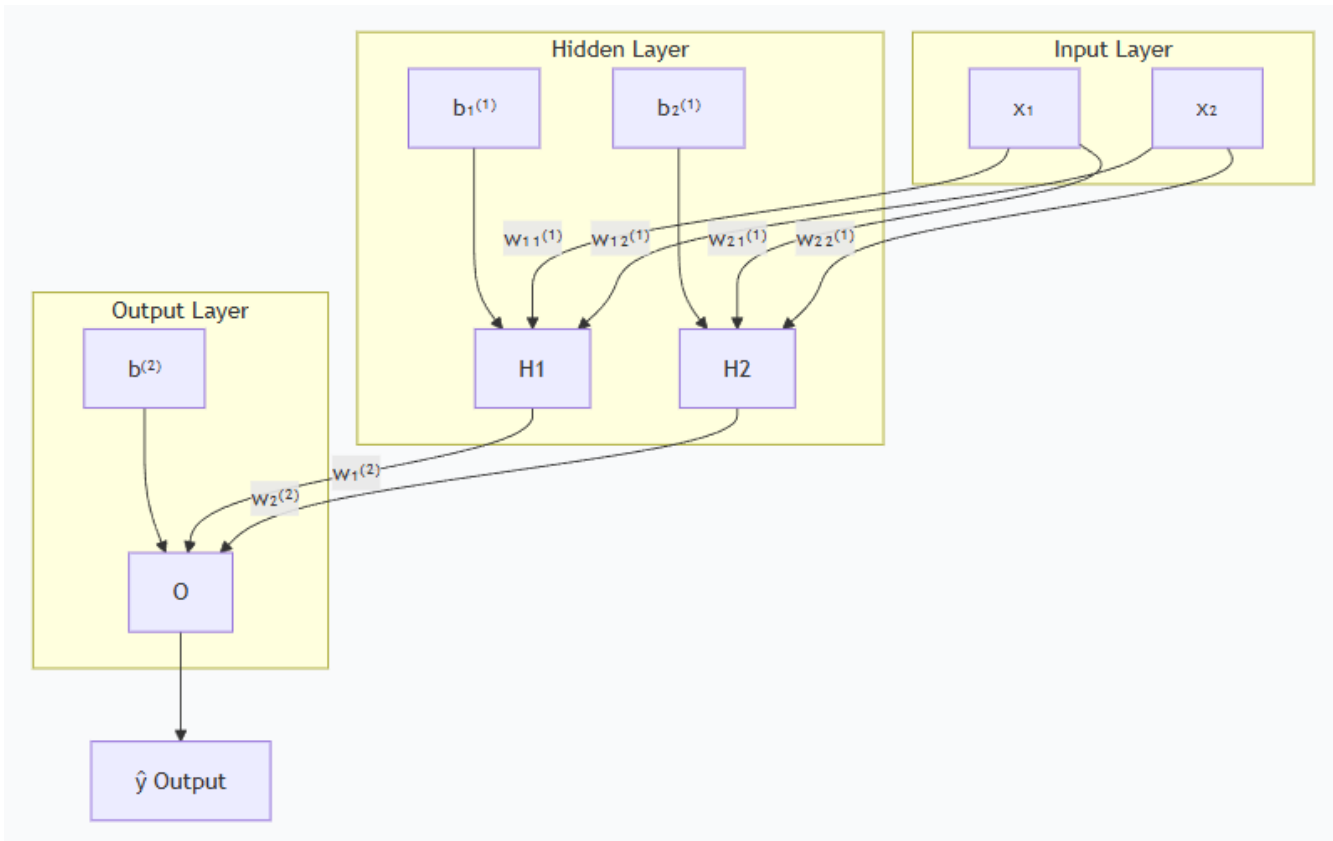 Hidden Layer
Input Layer
b₁⁽¹⁾
b₂⁽¹⁾
x₁
x₂
w₁₁⁽¹⁾
w₁₂⁽¹⁾
w₂₁⁽¹⁾
w₂₂⁽¹⁾
Output Layer
b⁽²⁾
H1
H2
w₁⁽²⁾
w₂⁽²⁾
O
ŷ Output